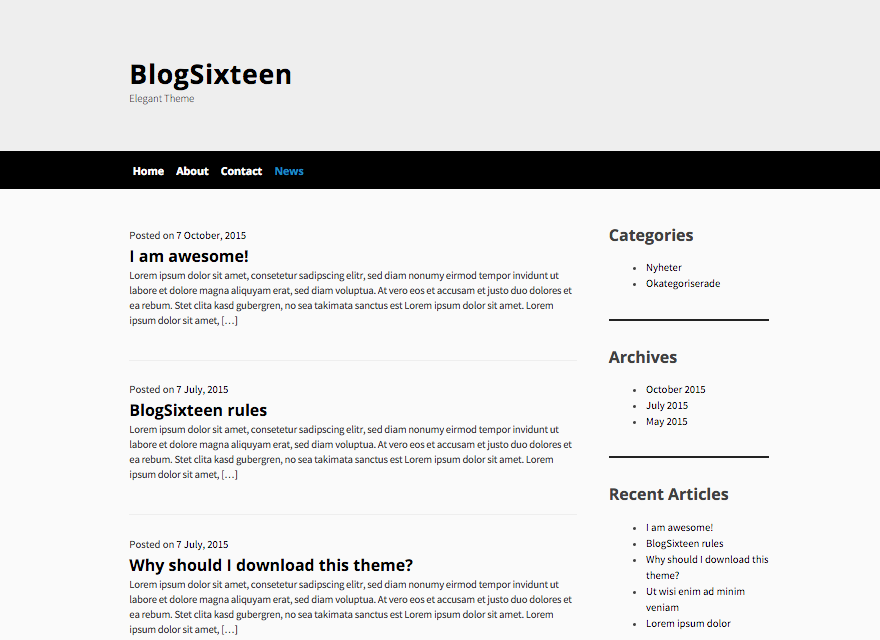 BlogSixteen
Elegant Theme
Home About Contact News
Posted on 7 October, 2015
I am awesome!
Lorem ipsum dolor sit amet, consetetur sadipscing elitr, sed diam nonumy eirmod tempor invidunt ut
labore et dolore magna aliquyam erat, sed diam voluptua. At vero eos et accusam et justo duo dolores et
ea rebum. Stet clita kasd gubergren, no sea takimata sanctus est Lorem ipsum dolor sit amet. Lorem
ipsum dolor sit amet, […]
Posted on 7 July, 2015
BlogSixteen rules
Lorem ipsum dolor sit amet, consetetur sadipscing elitr, sed diam nonumy eirmod tempor invidunt ut
labore et dolore magna aliquyam erat, sed diam voluptua. At vero eos et accusam et justo duo dolores et
ea rebum. Stet clita kasd gubergren, no sea takimata sanctus est Lorem ipsum dolor sit amet. Lorem
ipsum dolor sit amet, […]
Posted on 7 July, 2015
Why should I download this theme?
Lorem ipsum dolor sit amet, consetetur sadipscing elitr, sed diam nonumy eirmod tempor invidunt ut
labore et dolore magna aliquyam erat, sed diam voluptua. At vero eos et accusam et justo duo dolores et
ea rebum. Stet clita kasd gubergren, no sea takimata sanctus est Lorem ipsum dolor sit amet. Lorem
ipsum dolor sit amet, […]
Categories
• Nyheter
• Okategoriserade
Archives
• October 2015
• July 2015
• May 2015
Recent Articles
• I am awesome!
• BlogSixteen rules
• Why should I download this
theme?
• Ut wisi enim ad minim
veniam
• Lorem ipsum dolor